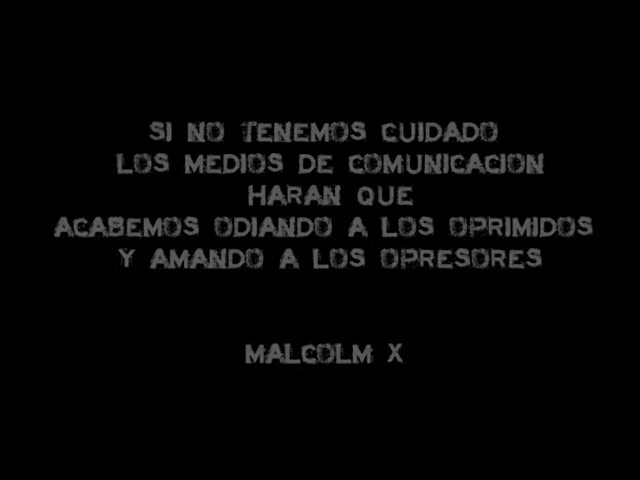 SI NO TENEMOS CUIDADO
LOS MEDIOS DE COMUNICACION
HARAN QUE
ACABEMOS ODIANDO A LOS OPRIMIDOS
Y AMANDO A LOS OPRESORES
MALCOLM X